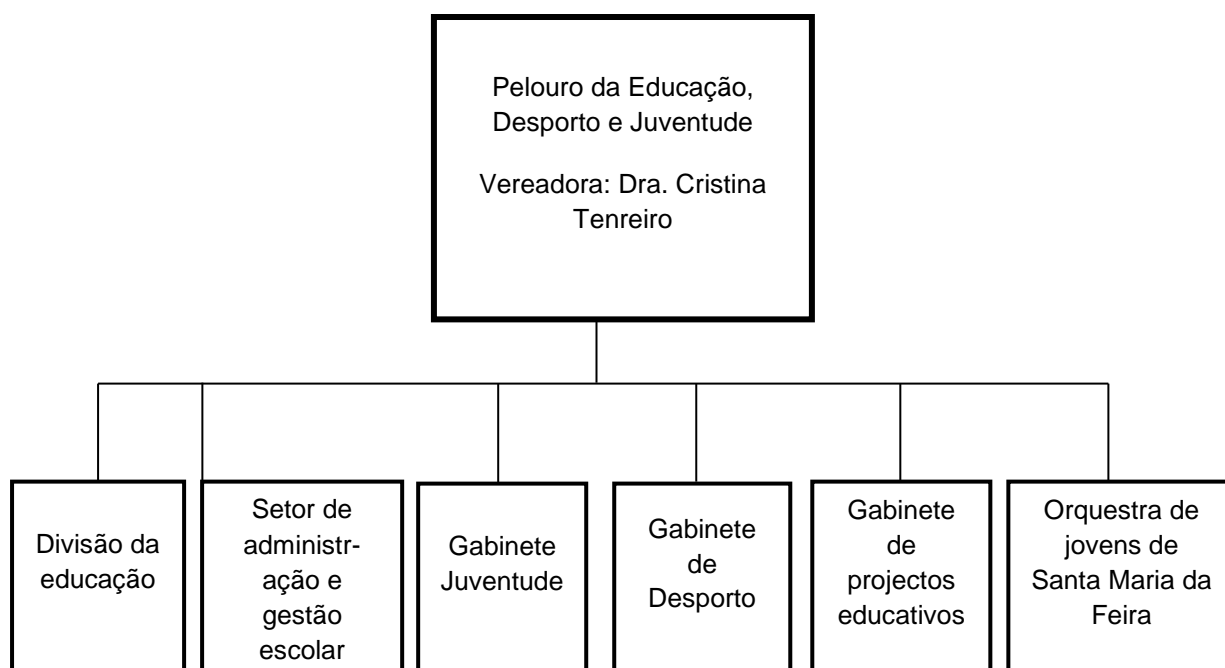 Pelouro da Educação,
Desporto e Juventude
Vereadora: Dra. Cristina
Tenreiro
Divisão da
educação
Setor de
administr-
ação e
gestão
escolar
Gabinete
Juventude
Gabinete
de
Desporto
Gabinete
de
projectos
educativos
Orquestra de
jovens de
Santa Maria da
Feira